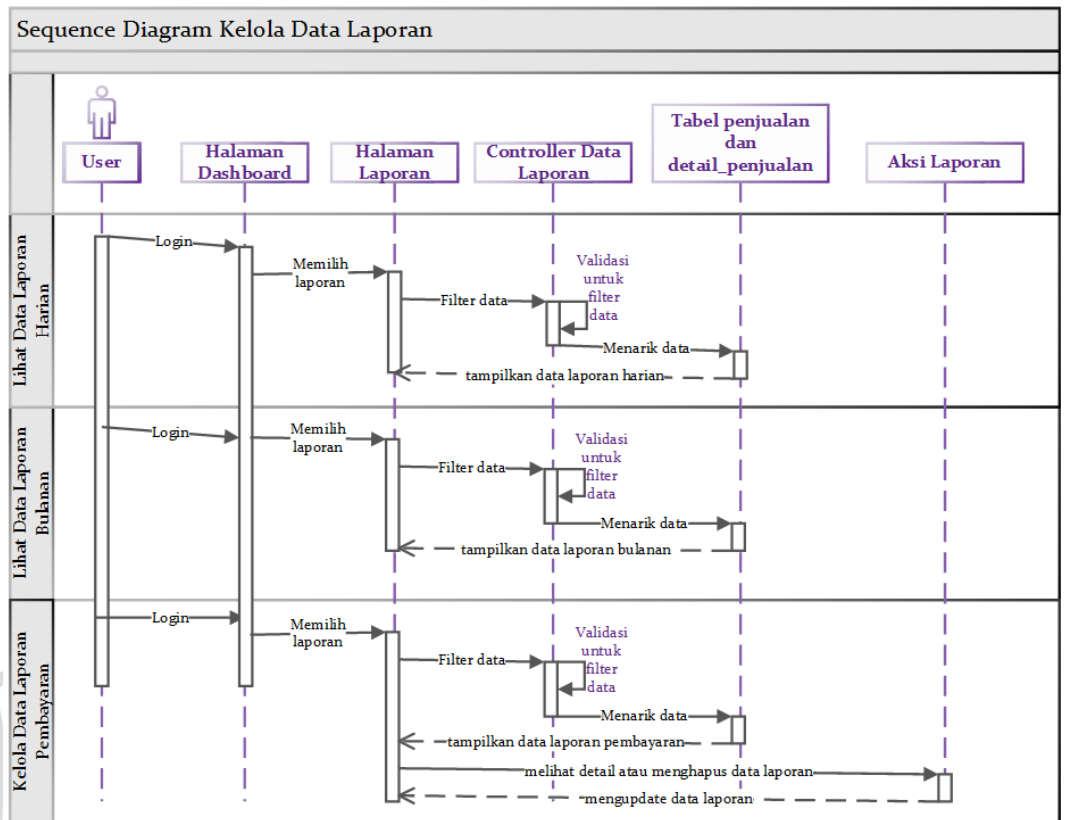 Sequence Diagram Kelola Data Laporan
User
Halaman
Dashboard
Halaman
Laporan
Controller Data
Laporan
Tabel penjualan
dan
detail_penjualan
Aksi Laporan
Lihat Data Laporan
Harian
Login
Memilih
laporan
Filter data
Validasi
untuk
filter
data
Menarik data
tampilkan data laporan harian
Lihat Data Laporan
Bulanan
Login
Memilih
laporan
Filter data
Validasi
untuk
filter
data
Menarik data
tampilkan data laporan bulanan
Kelola Data Laporan
Pembayaran
Login
Memilih
laporan
Filter data
Validasi
untuk
filter
data
Menarik data
tampilkan data laporan pembayaran
melihat detail atau menghapus data laporan
mengupdate data laporan